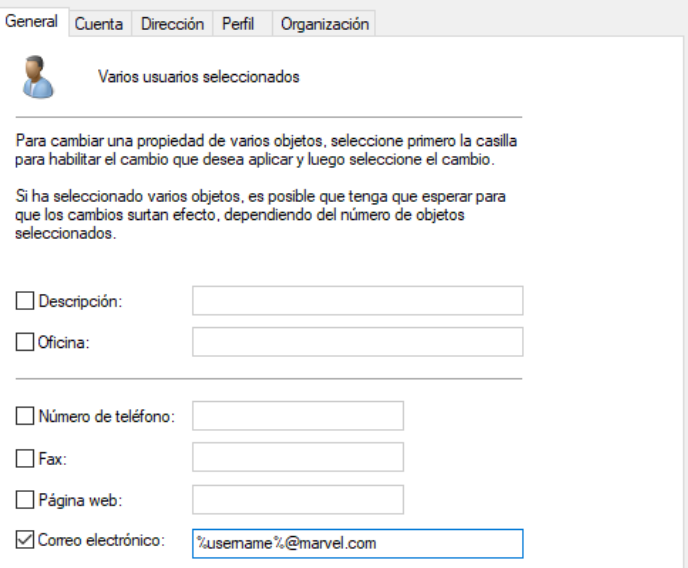 General Cuenta Dirección Perfil Organización
Varios usuarios seleccionados
Para cambiar una propiedad de varios objetos, seleccione primero la casilla
para habilitar el cambio que desea aplicar y luego seleccione el cambio.
Si ha seleccionado varios objetos, es posible que tenga que esperar para
que los cambios surtan efecto, dependiendo del número de objetos
seleccionados.
Descripción:
Oficina:
Número de teléfono:
Fax:
Página web:
Correo electrónico: %username%@marvel.com